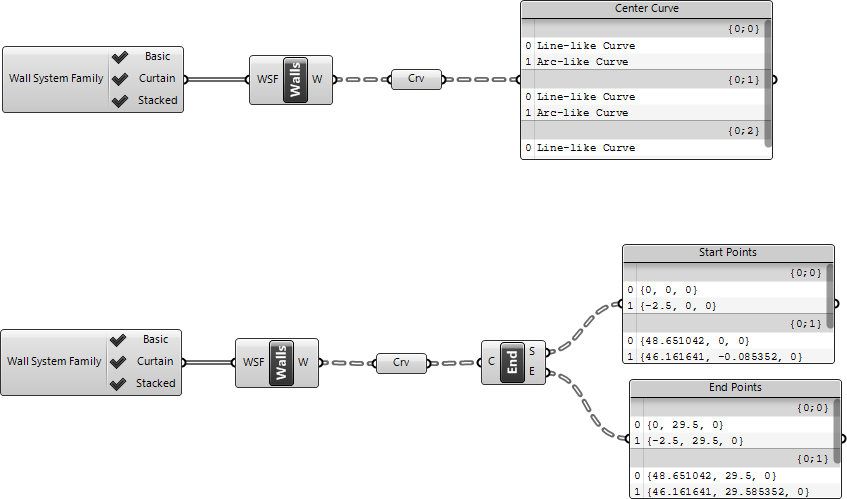 Center Curve
{0;0}
0 Line-like Curve
1 Arc-like Curve
{0;1}
0 Line-like Curve
1 Arc-like Curve
{0;2}
0 Line-like Curve
Wall System Family
Basic
Curtain
Stacked
WSF Walls W
Crv
Start Points
{0;0}
0 {0, 0, 0}
1 {-2.5, 0, 0}
{0;1}
0 {48.651042, 0, 0}
1 {46.161641, -0.085352, 0}
Wall System Family
Basic
Curtain
Stacked
WSF Walls W
Crv
C End S
E
End Points
{0;0}
0 {0, 29.5, 0}
1 {-2.5, 29.5, 0}
{0;1}
0 {48.651042, 29.5, 0}
1 {46.161641, 29.585352, 0}